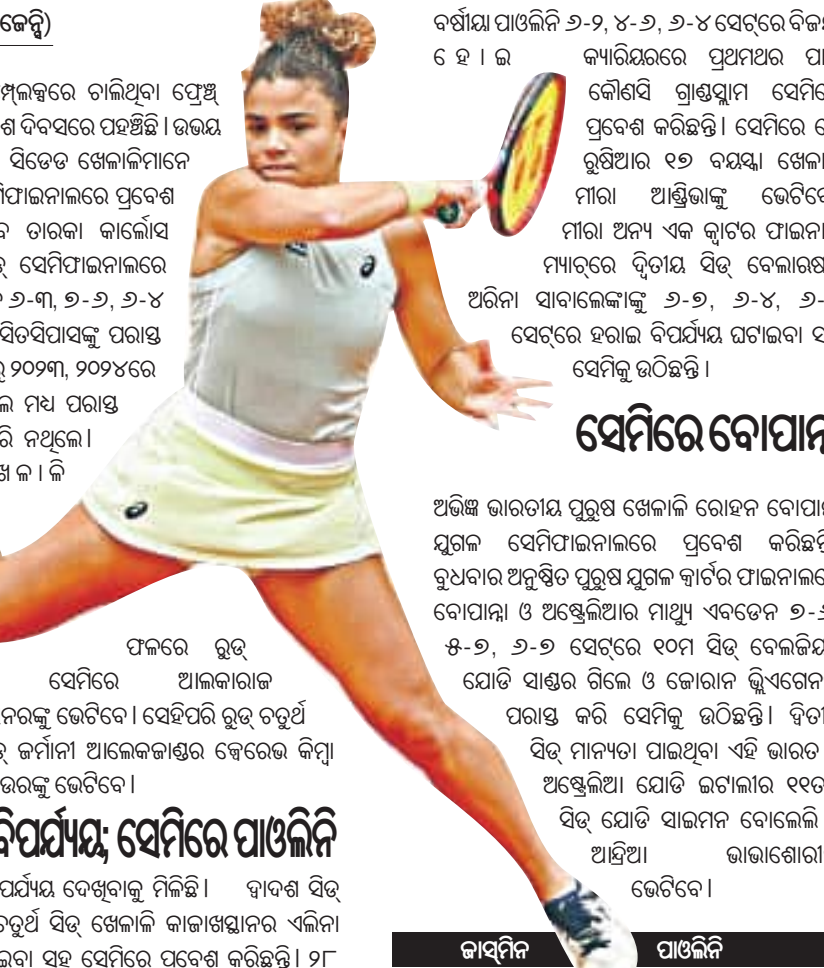 ଜେନ୍ସି)
ଚାଲିଥିବା ଫ୍ରେଞ୍ଚ
ଶ ଦିବସରେ ପହଞ୍ଚିଛି । ଉଭୟ
ସିଡେଡ ଖେଳାଳିମାନେ
ମିଫାଇନାଲରେ ପ୍ରବେଶ
ବ ତାରକା କାର୍ଲୋସ
ସେମିଫାଇନାଲରେ
୬-୩, ୭-୬, ୬-୪
ସିତସିପାସଙ୍କୁ ପରାସ୍ତ
୨୦୨୩, ୨୦୨୪ରେ
ଲ ମଧ୍ୟ ପରାସ୍ତ
ରି ନଥିଲେ।
ଖେଳାଳି
ଫଳରେ ରୁଡ୍
ସେମିରେ ଆଲକାରାଜ
ନରଙ୍କୁ ଭେଟିବେ । ସେହିପରି ରୁଡ୍ ଚତୁର୍ଥ
ଡ୍ ଜର୍ମାନୀ ଆଲେକଜାଣ୍ଡର ଜ୍ୱେରେଭ କିମ୍ବା
ଉରଙ୍କୁ ଭେଟିବେ ।
ବିପର୍ଯ୍ୟୟ; ସେମିରେ ପାଓଲିନି
ପର୍ଯ୍ୟୟ ଦେଖିବାକୁ ମିଳିଛି । ଦ୍ୱାଦଶ ସିଡ୍
ଚତୁର୍ଥ ସିଡ୍ ଖେଳାଳି କାଜାଖସ୍ଥାନର ଏଲିନା
ଇବା ସହ ସେମିରେ ପ୍ରବେଶ କରିଛନ୍ତି । ୨୮
ବର୍ଷୀୟା ପାଓଲିନି ୬-୨, ୪-୬, ୬-୪ ସେଟ୍‌ରେ ବିଜ
ହୋଇ କ୍ୟାରିୟରରେ ପ୍ରଥମଥର ପା
କୌଣସି ଗ୍ରାଣ୍ଡସ୍ଲାମ ସେମିରେ
ପ୍ରବେଶ କରିଛନ୍ତି । ସେମିରେ
ରୁଷିଆର ୧୭ ବୟସ୍କା ଖେଳା
ମୀରା ଆଣ୍ଡ୍ରିଭାଙ୍କୁ ଭେଟିବେ
ମୀରା ଅନ୍ୟ ଏକ କ୍ୱାଟର ଫାଇନା
ମ୍ୟାଚ୍‌ରେ ଦ୍ୱିତୀୟ ସିଡ୍ ବେଲାରୁଷ
ଅରିନା ସାବାଲେଙ୍କାଙ୍କୁ ୬-୭, ୬-୪, ୬-
ସେଟ୍‌ରେ ହରାଇ ବିପର୍ଯ୍ୟୟ ଘଟାଇବା ସ
ସେମିକୁ ଉଠିଛନ୍ତି ।
ସେମିରେ ବୋପାନ୍ନ
ଅଭିଜ୍ଞ ଭାରତୀୟ ପୁରୁଷ ଖେଳାଳି ରୋହନ ବୋପା
ଯୁଗଳ ସେମିଫାଇନାଲରେ ପ୍ରବେଶ କରିଛନ୍ତି
ବୁଧବାର ଅନୁଷ୍ଠିତ ପୁରୁଷ ଯୁଗଳ କ୍ୱାର୍ଟର ଫାଇନାଲରେ
ବୋପାନ୍ନା ଓ ଅଷ୍ଟ୍ରେଲିଆର ମାଥ୍ୟୁ ଏବଡେନ ୭-
୫-୭, ୬-୭ ସେଟ୍‌ରେ ୧୦ମ ସିଡ୍ ବେଲଜିୟ
ଯୋଡି ସାଣ୍ଡର ଗିଲେ ଓ ଜୋରାନ ଭ୍ଲିଏଗେନ
ପରାସ୍ତ କରି ସେମିକୁ ଉଠିଛନ୍ତି । ଦ୍ୱିତୀ
ସିଡ୍ ମାନ୍ୟତା ପାଇଥିବା ଏହି ଭାରତ
ଅଷ୍ଟ୍ରେଲିଆ ଯୋଡି ଇଟାଲୀର ୧୧ତ
ସିଡ୍ ଯୋଡି ସାଇମନ ବୋଲେଲି
ଆନ୍ଦ୍ରିଆ ଭାଭାଶୋରୀ
ଭେଟିବେ ।
ଜାସ୍‌ମିନ ପାଓଲିନି